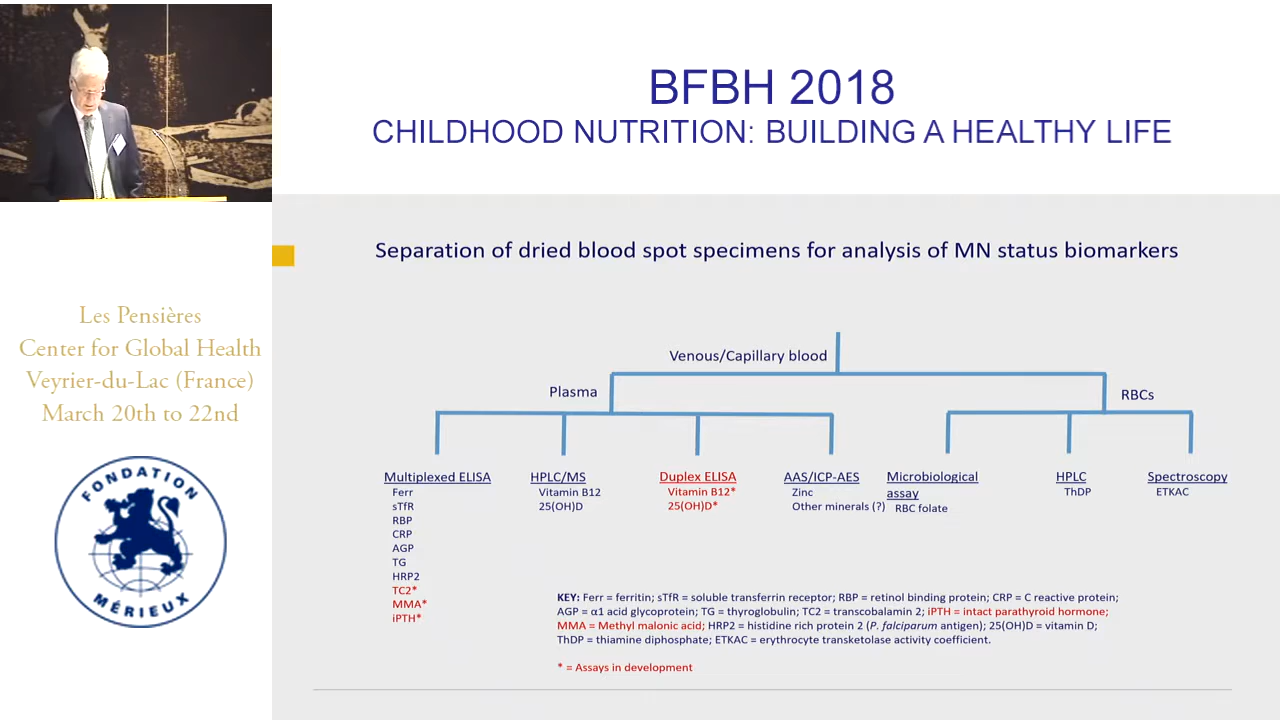 BFBH 2018
CHILDHOOD NUTRITION: BUILDING A HEALTHY LIFE
Les Pensières
Center for Global Health
Veyrier-du-Lac (France)
March 20th to 22nd
FONDATION
MÉRIEUX
Separation of dried blood spot specimens for analysis of MN status biomarkers
Venous/Capillary blood
Plasma
RBCs
Multiplexed ELISA
Ferr
sTfR
RBP
CRP
AGP
TG
HRP2
TC2*
MMA*
iPTH*
HPLC/MS
Vitamin B12
25(OH)D
Duplex ELISA
Vitamin B12*
25(OH)D*
AAS/ICP-AES
Zinc
Other minerals (?)
Microbiological
assay
RBC folate
HPLC
ThDP
Spectroscopy
ETKAC
KEY: Ferr = ferritin; sTfR = soluble transferrin receptor; RBP = retinol binding protein; CRP = C reactive protein;
AGP = α1 acid glycoprotein; TG = thyroglobulin; TC2 = transcobalamin 2; iPTH = intact parathyroid hormone;
MMA = Methyl malonic acid; HRP2 = histidine rich protein 2 (P. falciparum antigen); 25(OH)D = vitamin D;
ThDP = thiamine diphosphate; ETKAC = erythrocyte transketolase activity coefficient.
* = Assays in development